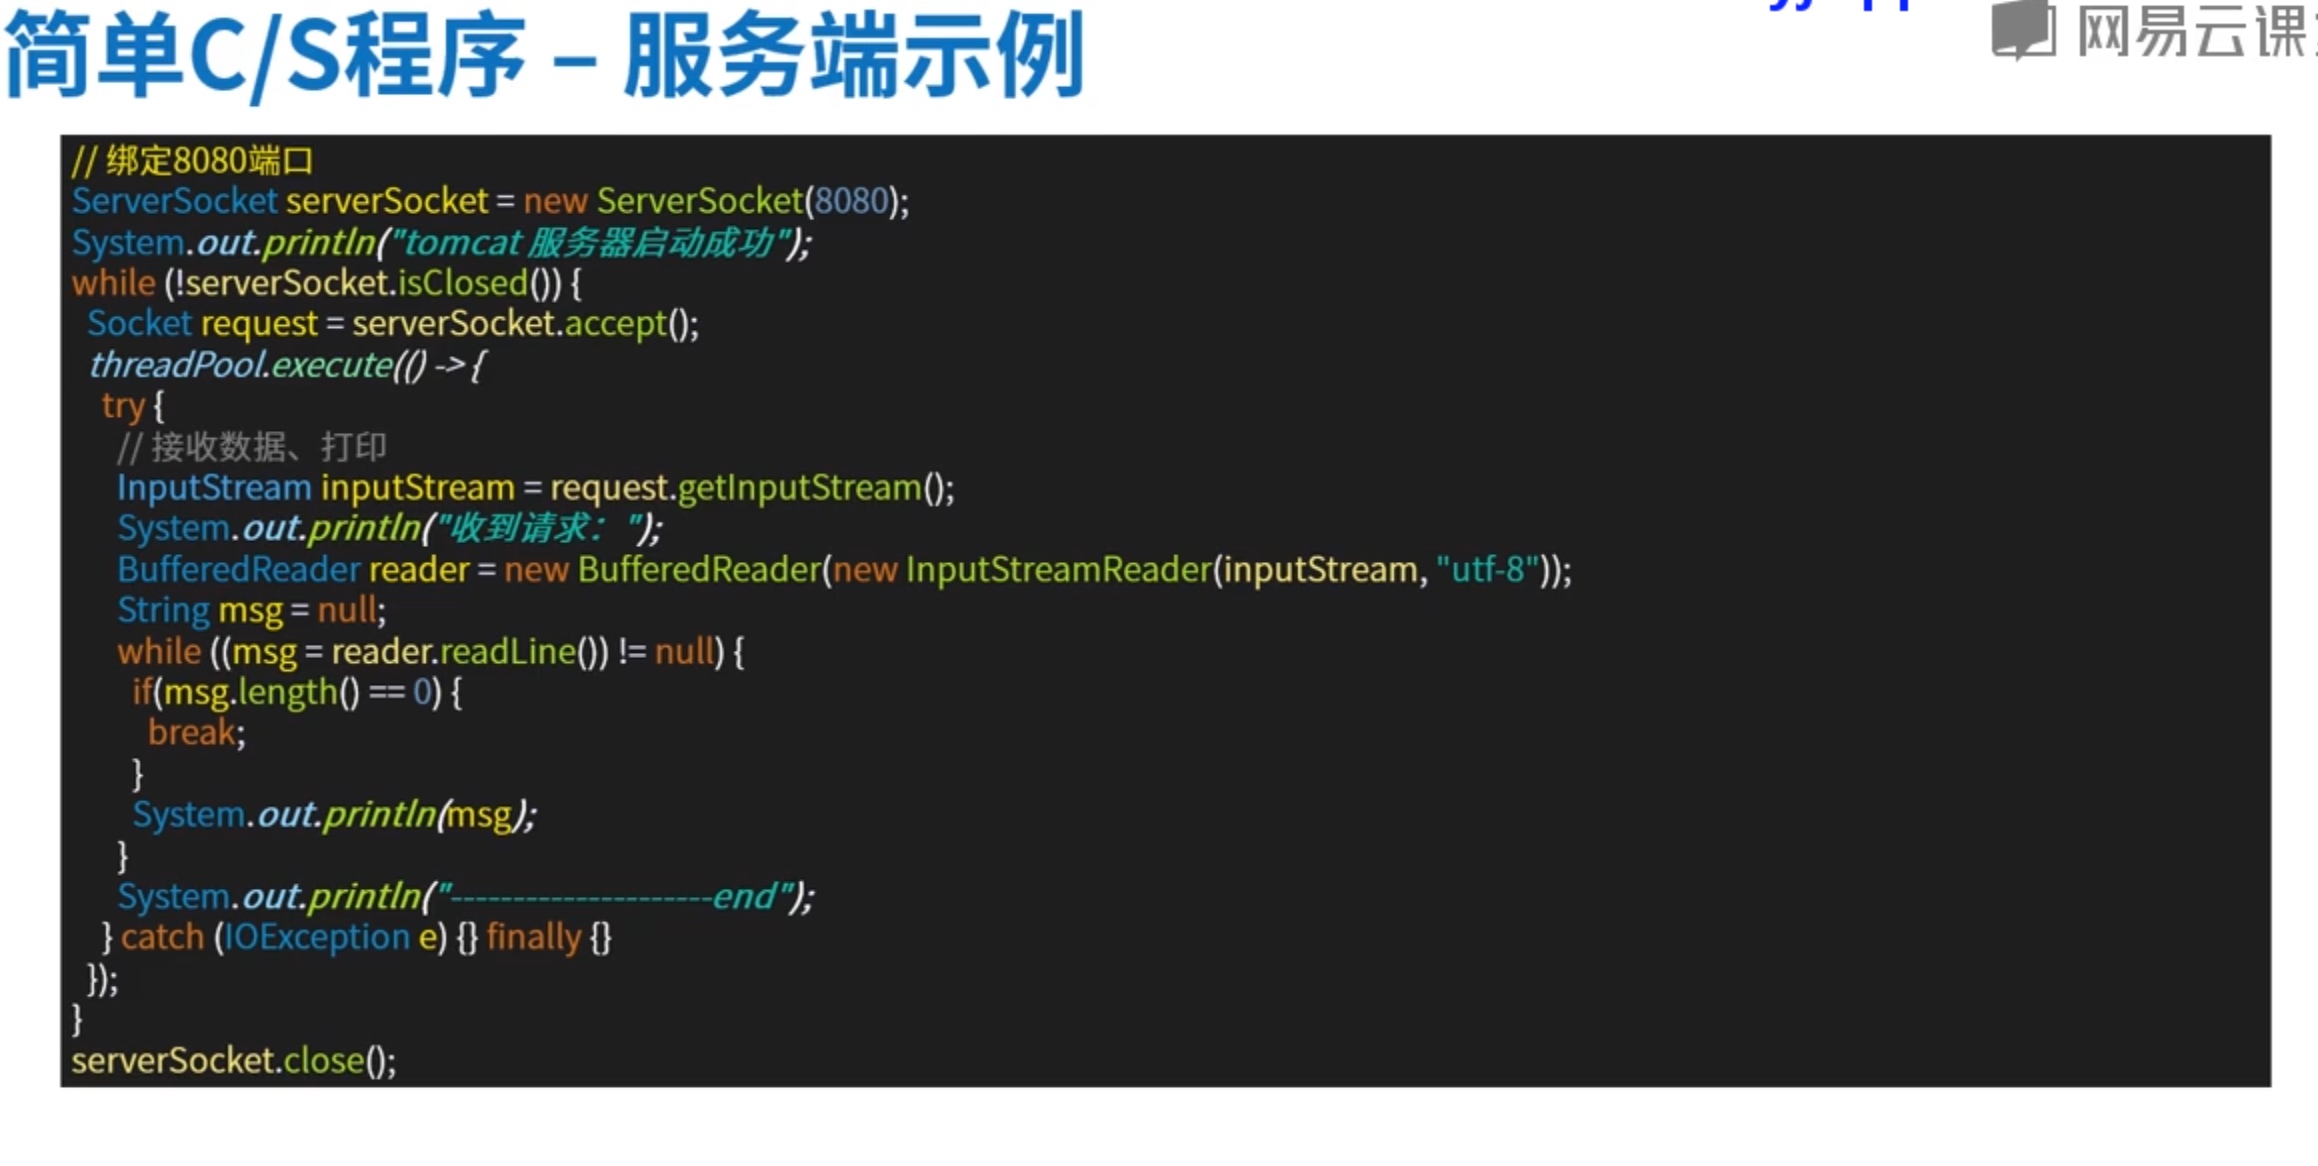 简单C/S程序 – 服务端示例
网易云课
// 绑定8080端口
ServerSocket serverSocket = new ServerSocket(8080);
System.out.println("tomcat 服务器启动成功");
while (!serverSocket.isClosed()) {
Socket request = serverSocket.accept();
threadPool.execute(() -> {
try {
// 接收数据、打印
InputStream inputStream = request.getInputStream();
System.out.println("收到请求：");
BufferedReader reader = new BufferedReader(new InputStreamReader(inputStream, "utf-8"));
String msg = null;
while ((msg = reader.readLine()) != null) {
if(msg.length() == 0) {
break;
}
System.out.println(msg);
}
System.out.println("---------------------end");
} catch (IOException e) {} finally {}
});
}
serverSocket.close();